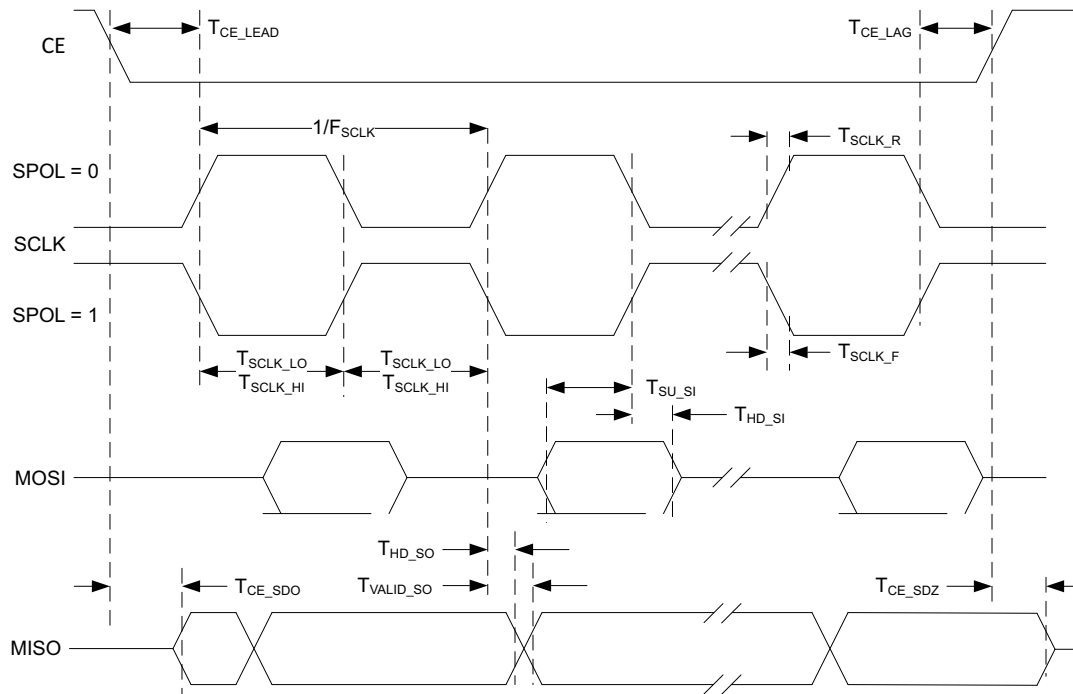 CE
T_CE_LEAD
T_CE_LAG
1/F_SCLK
T_SCLK_R
SPOL = 0
SCLK
SPOL = 1
T_SCLK_F
T_SCLK_LO T_SCLK_LO
T_SCLK_HI T_SCLK_HI
T_SU_SI
T_HD_SI
MOSI
T_HD_SO
T_CE_SDO
T_VALID_SO
T_CE_SDZ
MISO